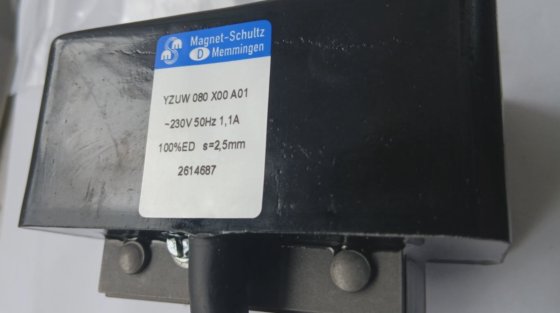 Magnet-Schultz
D Memmingen
YZUW 080 X00 A01
~230V 50Hz 1,1A
100%ED s=2,5mm
2614687